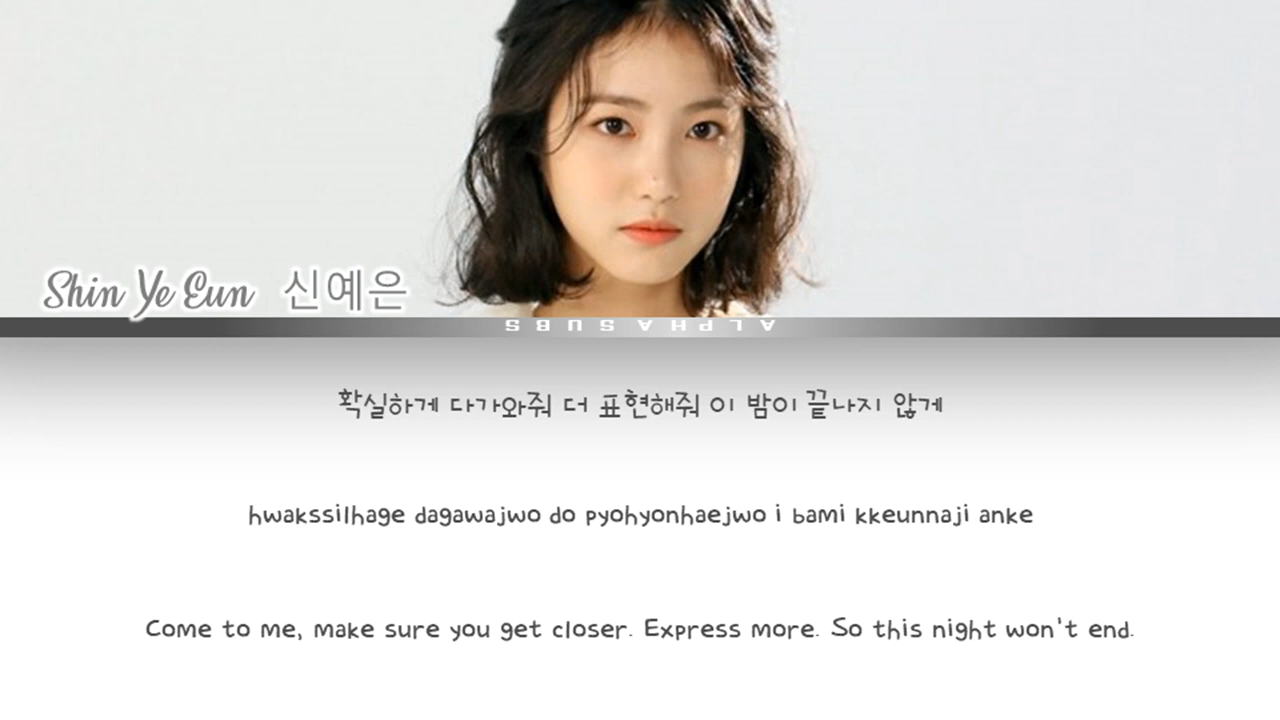 Shin Ye Eun 신예은
ALPHA SUBS
확실하게 다가와줘 더 표현해줘 이 밤이 끝나지 않게
hwakssilhage dagawajwo do pyohyonhaejwo i bami kkeunnaji anke
Come to me, make sure you get closer. Express more. So this night won't end.